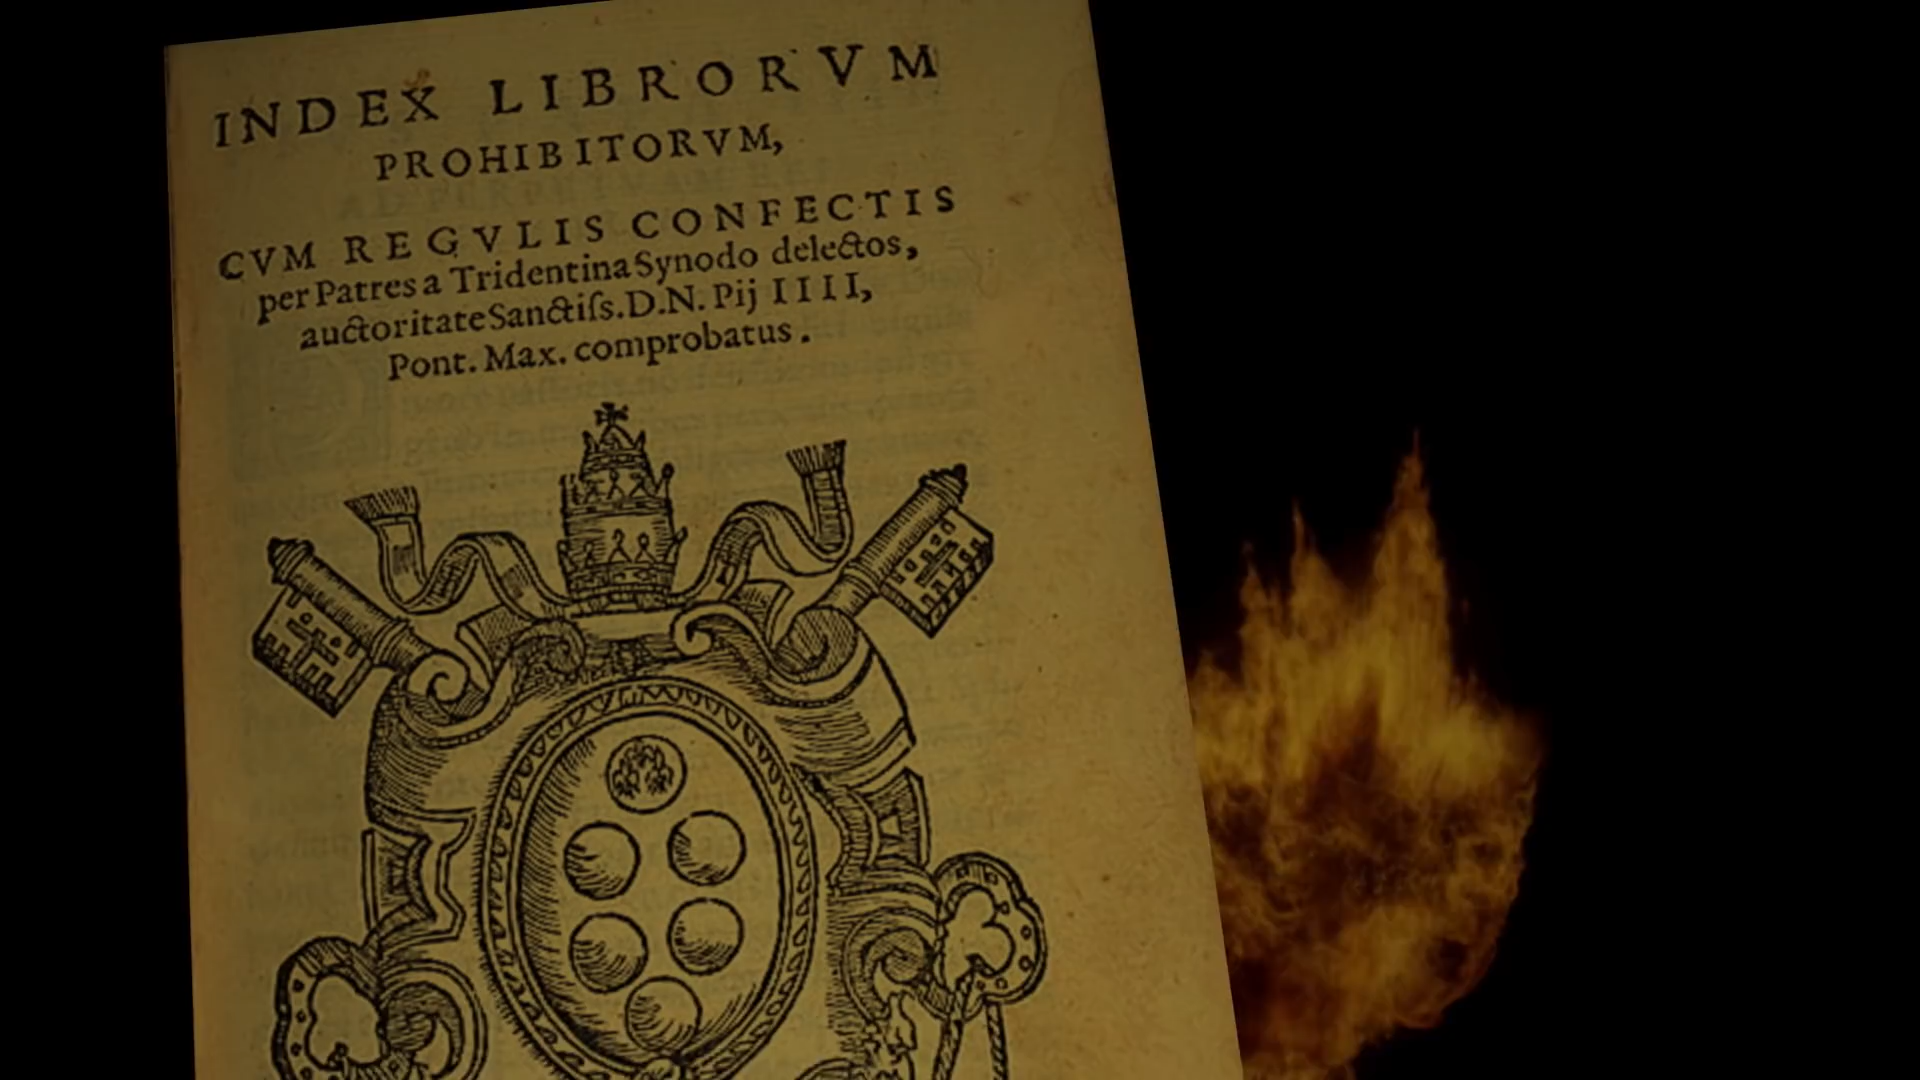 INDEX LIBRORVM
PROHIBITORVM,
CVM REGVLIS CONFECTIS
per Patres a Tridentina Synodo delectos,
auctoritate Sanctiſs. D. N. Pij IIII,
Pont. Max. comprobatus.